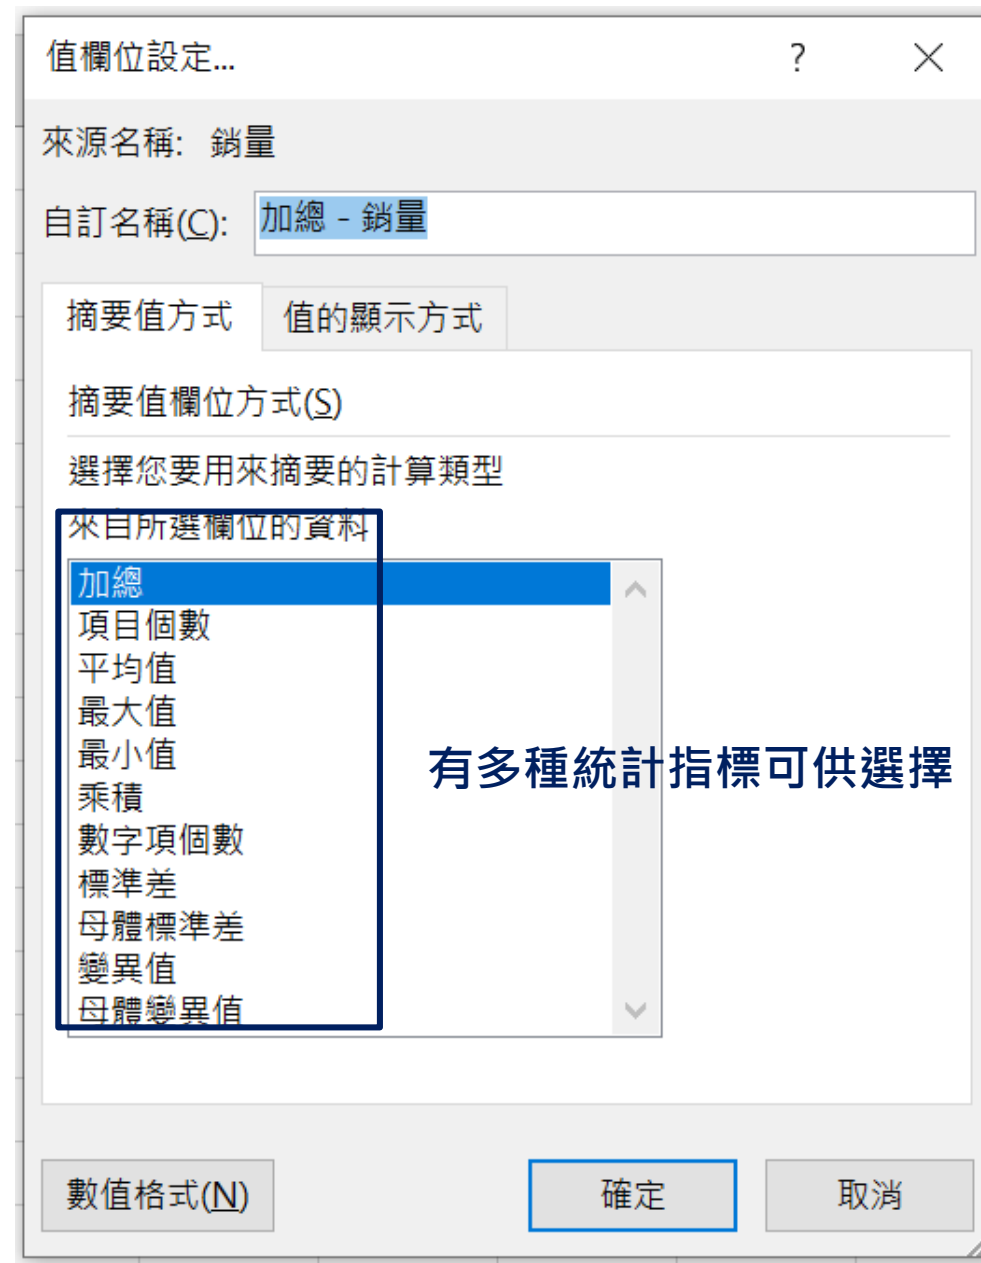 值欄位設定...
來源名稱: 銷量
自訂名稱(C): 加總 - 銷量
摘要值方式 值的顯示方式
摘要值欄位方式(S)
選擇您要用來摘要的計算類型
來自所選欄位的資料
加總
項目個數
平均值
最大值
最小值
乘積
數字項個數
標準差
母體標準差
變異值
母體變異值
有多種統計指標可供選擇
數值格式(N) 確定 取消